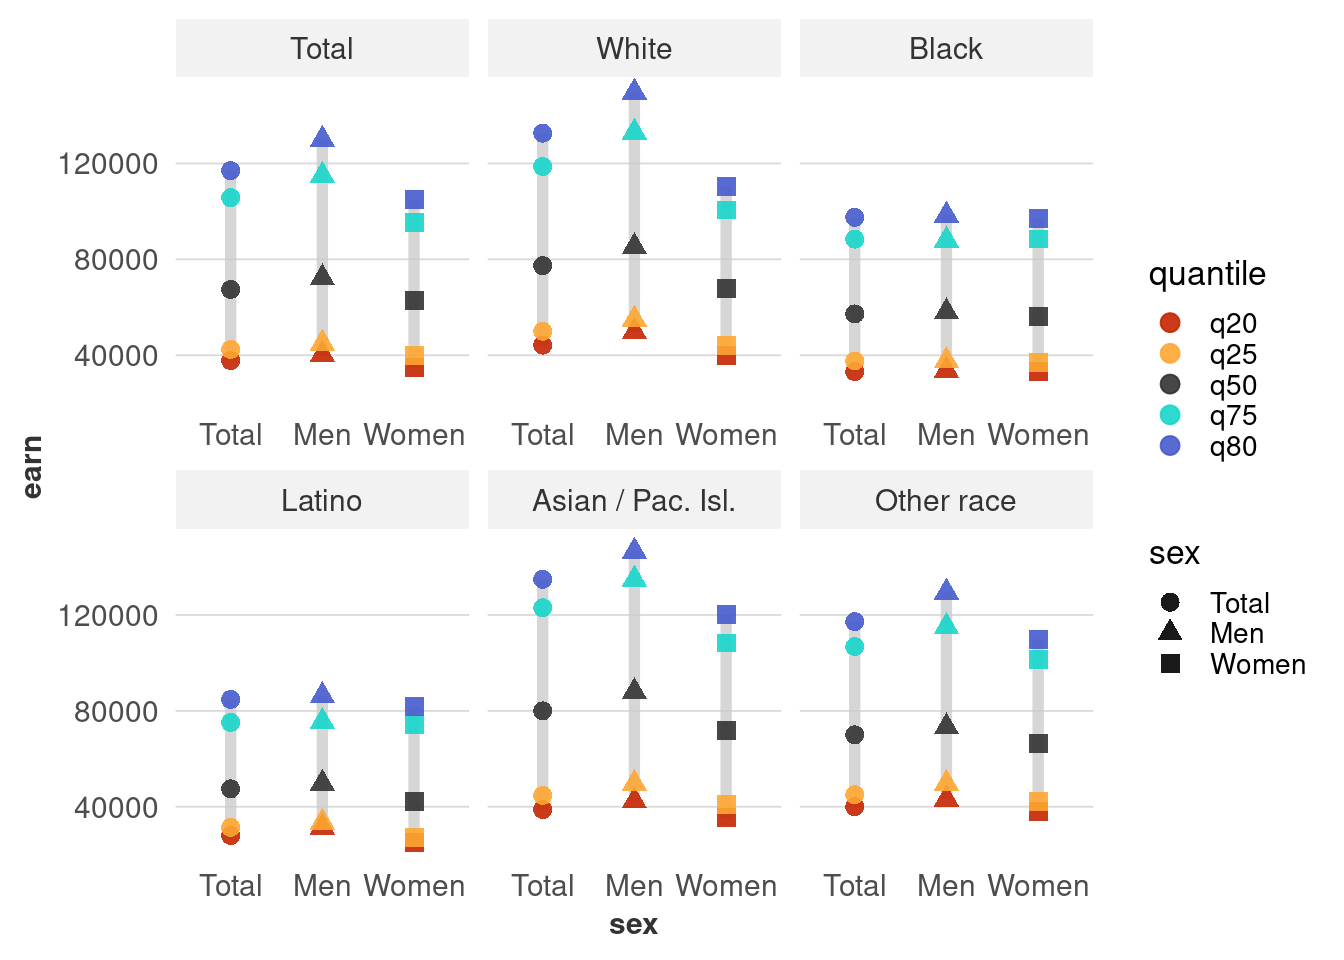 Total White Black
120000
80000
40000
Total Men Women Total Men Women Total Men Women
earn
Latino Asian / Pac. Isl. Other race
120000
80000
40000
Total Men Women Total Men Women Total Men Women
sex
quantile
q20
q25
q50
q75
q80
sex
Total
Men
Women